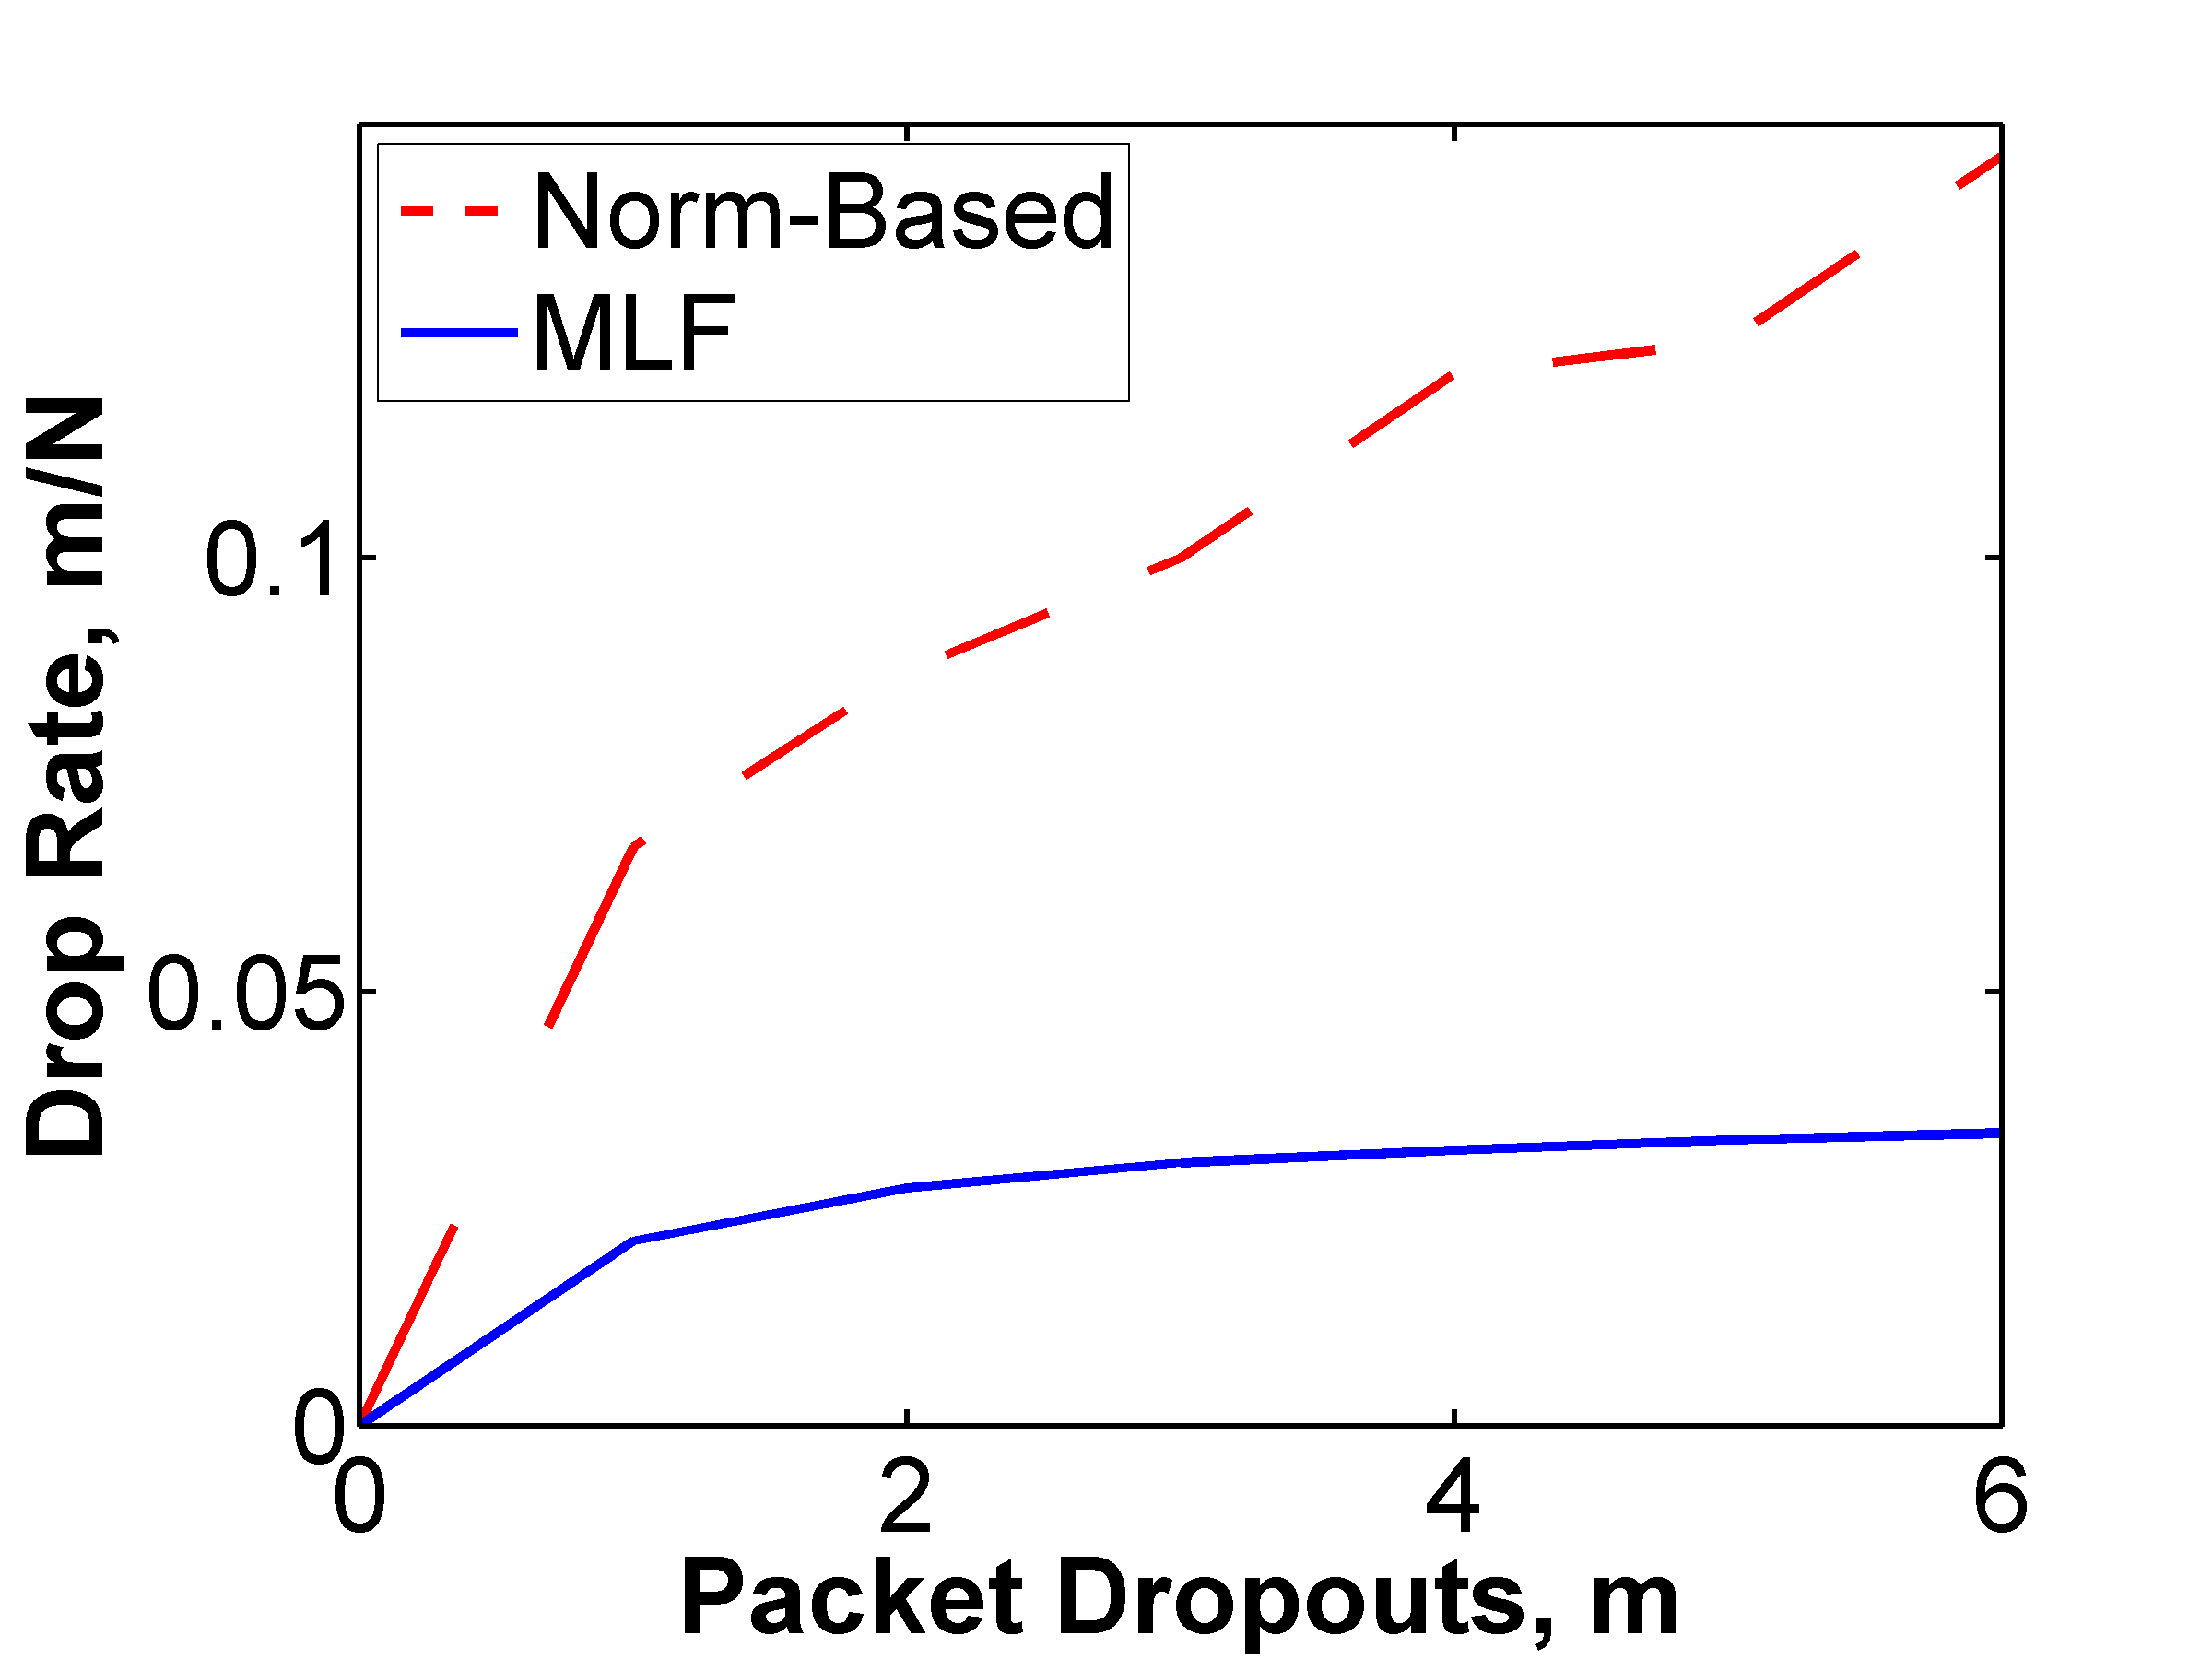 Norm-Based
MLF
Drop Rate, m/N
0.1
0.05
0
0 2 4 6
Packet Dropouts, m